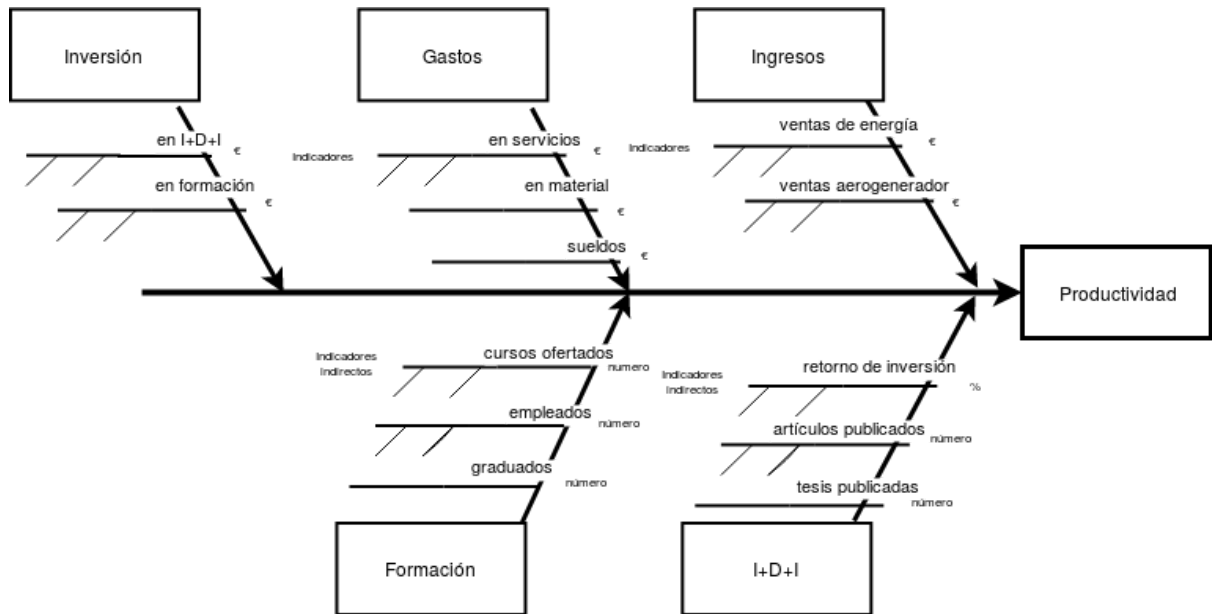 Inversión
Gastos
Ingresos
en I+D+I
€
en formación
€
Indicadores
en servicios
€
en material
€
sueldos
€
Indicadores
ventas de energía
€
ventas aerogenerador
€
Productividad
Indicadores
Indirectos
cursos ofertados
numero
empleados
número
graduados
número
Formación
Indicadores
Indirectos
retorno de inversión
%
artículos publicados
número
tesis publicadas
número
I+D+I